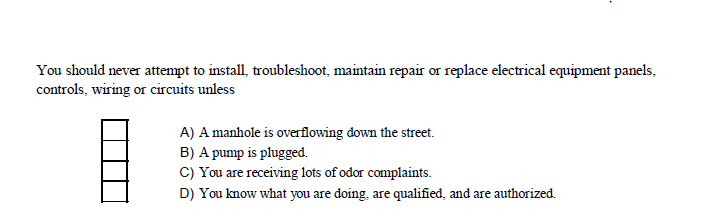 You should never attempt to install, troubleshoot, maintain repair or replace electrical equipment panels,
controls, wiring or circuits unless
A) A manhole is overflowing down the street.
B) A pump is plugged.
C) You are receiving lots of odor complaints.
D) You know what you are doing, are qualified, and are authorized.